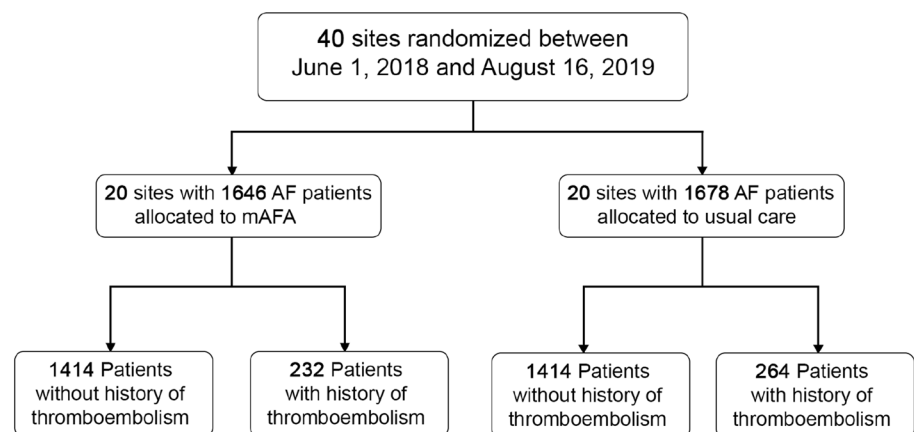 40 sites randomized between
June 1, 2018 and August 16, 2019
20 sites with 1646 AF patients
allocated to mAFA
20 sites with 1678 AF patients
allocated to usual care
1414 Patients
without history of
thromboembolism
232 Patients
with history of
thromboembolism
1414 Patients
without history of
thromboembolism
264 Patients
with history of
thromboembolism